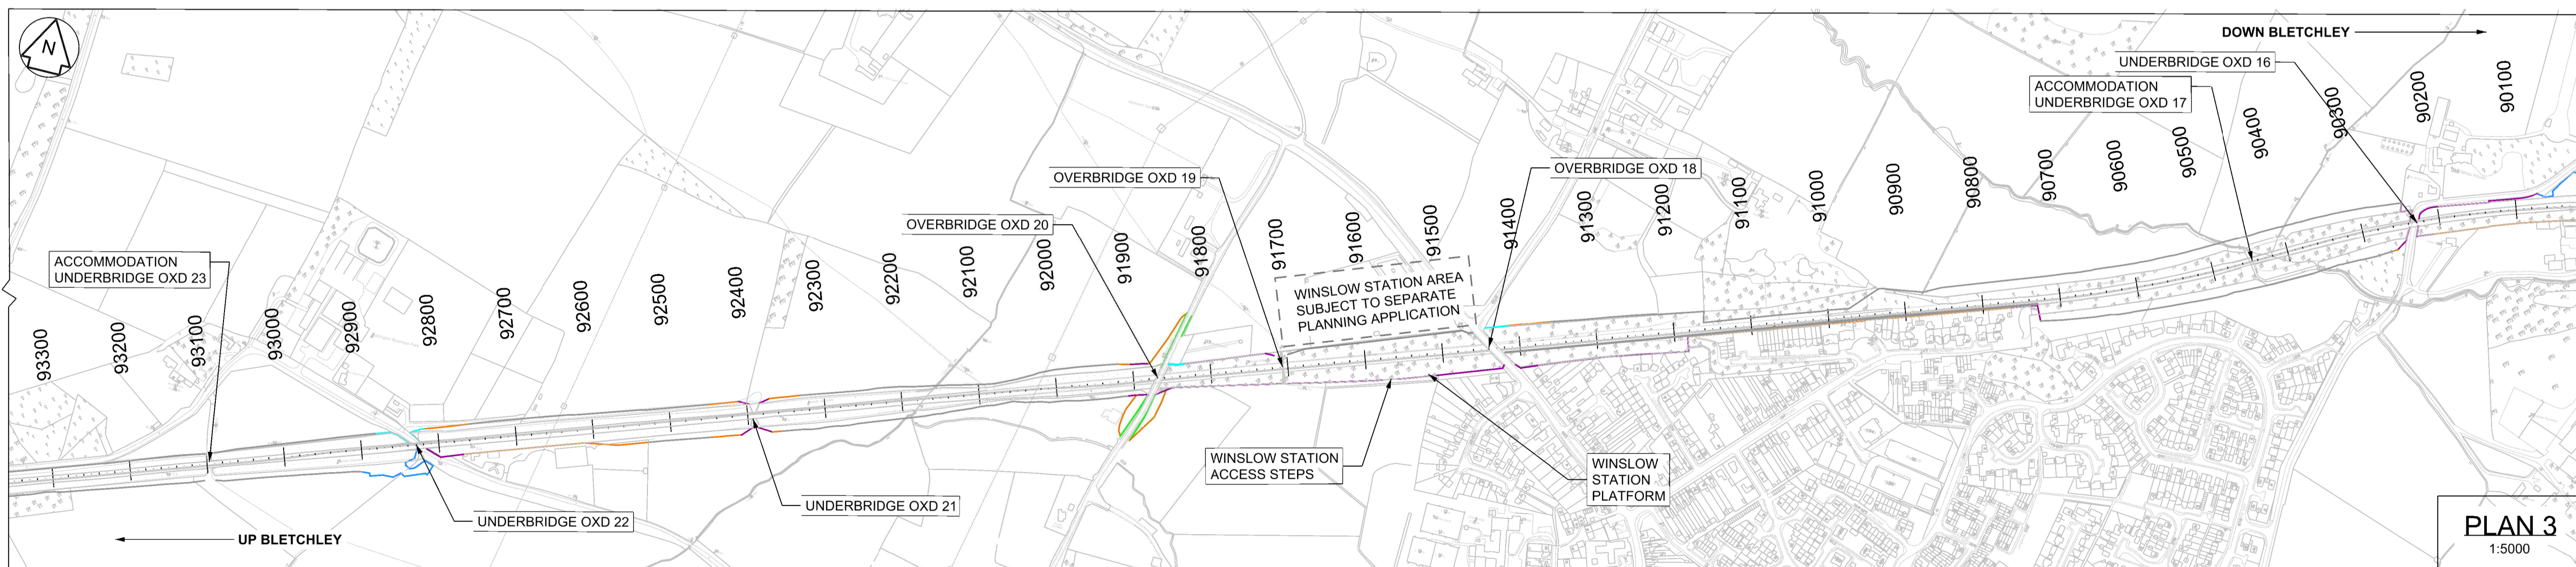 N
DOWN BLETCHLEY
UNDERBRIDGE OXD 16
ACCOMMODATION
UNDERBRIDGE OXD 17
OVERBRIDGE OXD 18
OVERBRIDGE OXD 19
OVERBRIDGE OXD 20
ACCOMMODATION
UNDERBRIDGE OXD 23
93300
93200
93100
93000
92900
92800
92700
92600
92500
92400
92300
92200
92100
92000
91900
91800
91700
91600
91500
91400
91300
91200
91100
91000
90900
90800
90700
90600
90500
90400
90300
90200
90100
WINSLOW STATION AREA
SUBJECT TO SEPARATE
PLANNING APPLICATION
WINSLOW STATION
ACCESS STEPS
WINSLOW
STATION
PLATFORM
UNDERBRIDGE OXD 21
UNDERBRIDGE OXD 22
UP BLETCHLEY
PLAN 3
1:5000